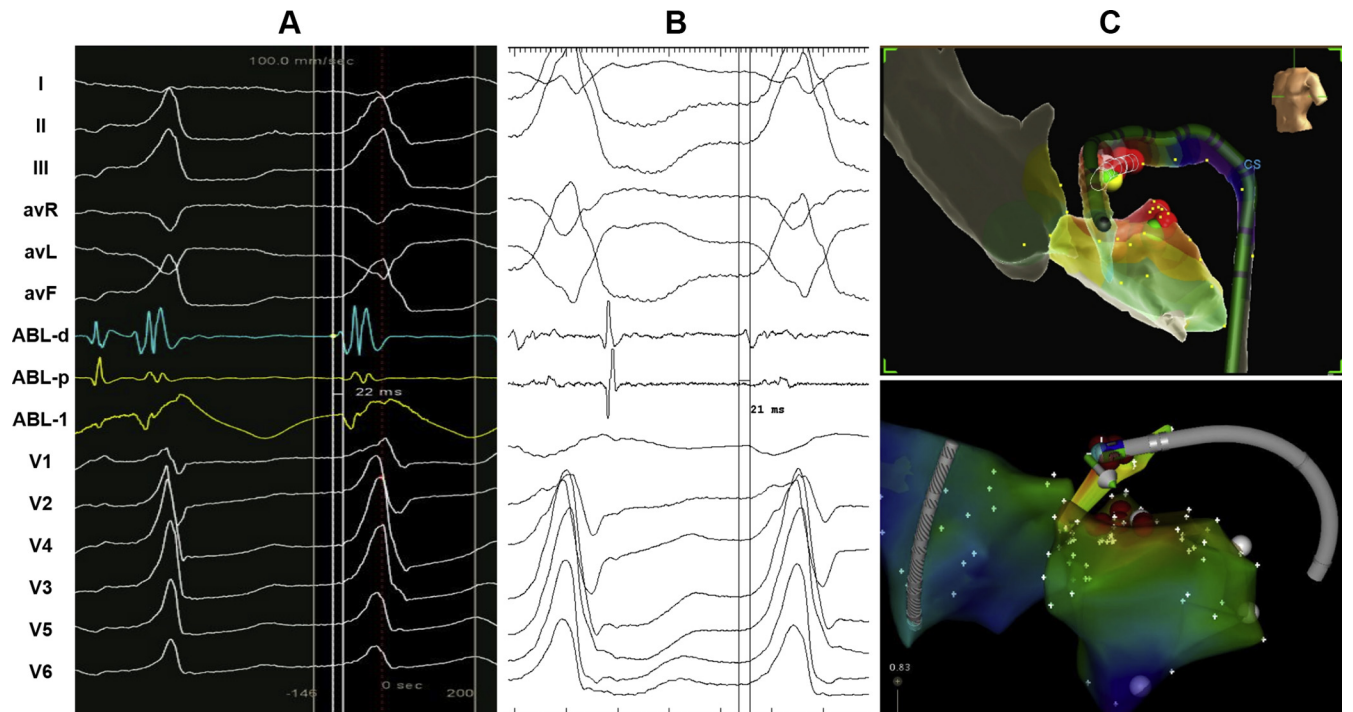 A
B
C
100.0 mm/sec
I
II
III
avR
avL
avF
ABL-d
ABL-p
ABL-1
V1
V2
V4
V3
V5
V6
22 ms
-146
0 sec
200
21 ms
CS
0.83